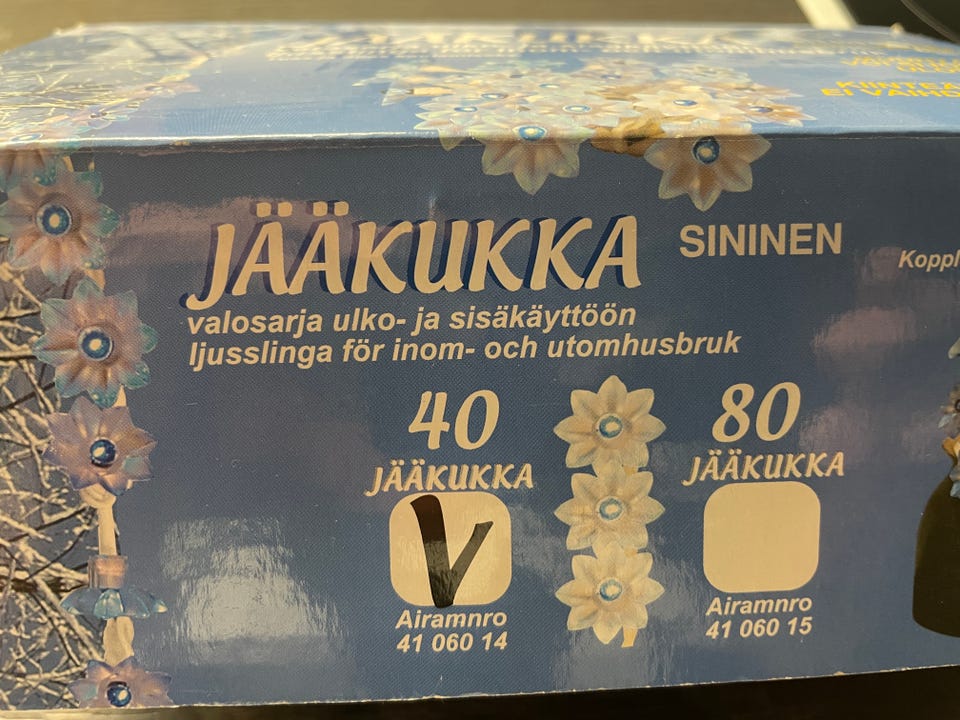 JÄÄKUKKA SININEN
valosarja ulko- ja sisäkäyttöön
ljusslinga för inom- och utomhusbruk
40
JÄÄKUKKA
Airamnro
41 060 14
80
JÄÄKUKKA
Airamnro
41 060 15